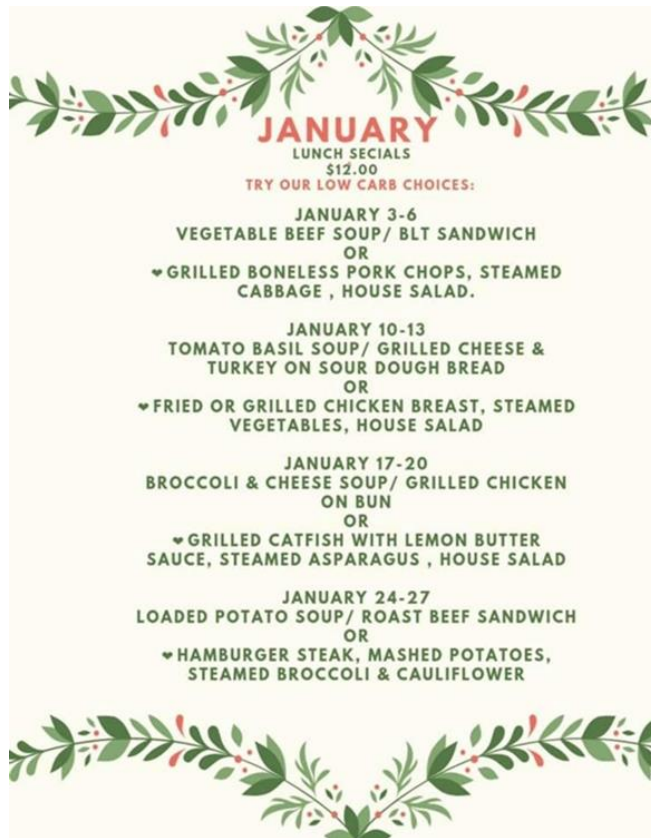 JANUARY
LUNCH SECIALS
$12.00
TRY OUR LOW CARB CHOICES:
JANUARY 3-6
VEGETABLE BEEF SOUP/ BLT SANDWICH
OR
❤GRILLED BONELESS PORK CHOPS, STEAMED
CABBAGE , HOUSE SALAD.
JANUARY 10-13
TOMATO BASIL SOUP/ GRILLED CHEESE &
TURKEY ON SOUR DOUGH BREAD
OR
❤FRIED OR GRILLED CHICKEN BREAST, STEAMED
VEGETABLES, HOUSE SALAD
JANUARY 17-20
BROCCOLI & CHEESE SOUP/ GRILLED CHICKEN
ON BUN
OR
❤GRILLED CATFISH WITH LEMON BUTTER
SAUCE, STEAMED ASPARAGUS , HOUSE SALAD
JANUARY 24-27
LOADED POTATO SOUP/ ROAST BEEF SANDWICH
OR
❤HAMBURGER STEAK, MASHED POTATOES,
STEAMED BROCCOLI & CAULIFLOWER